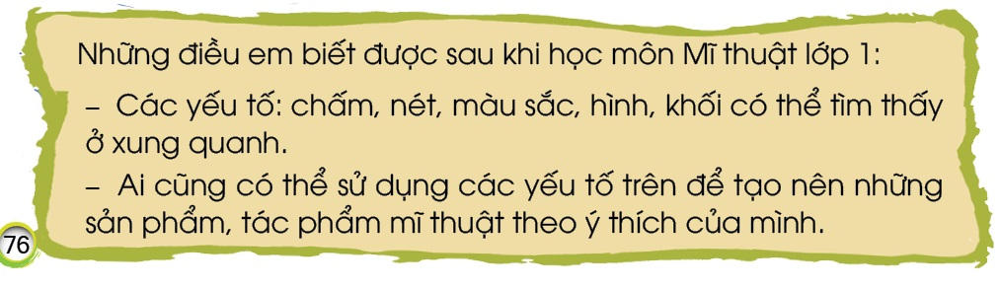 Những điều em biết được sau khi học môn Mĩ thuật lớp 1:
– Các yếu tố: chấm, nét, màu sắc, hình, khối có thể tìm thấy
ở xung quanh.
– Ai cũng có thể sử dụng các yếu tố trên để tạo nên những
sản phẩm, tác phẩm mĩ thuật theo ý thích của mình.
76